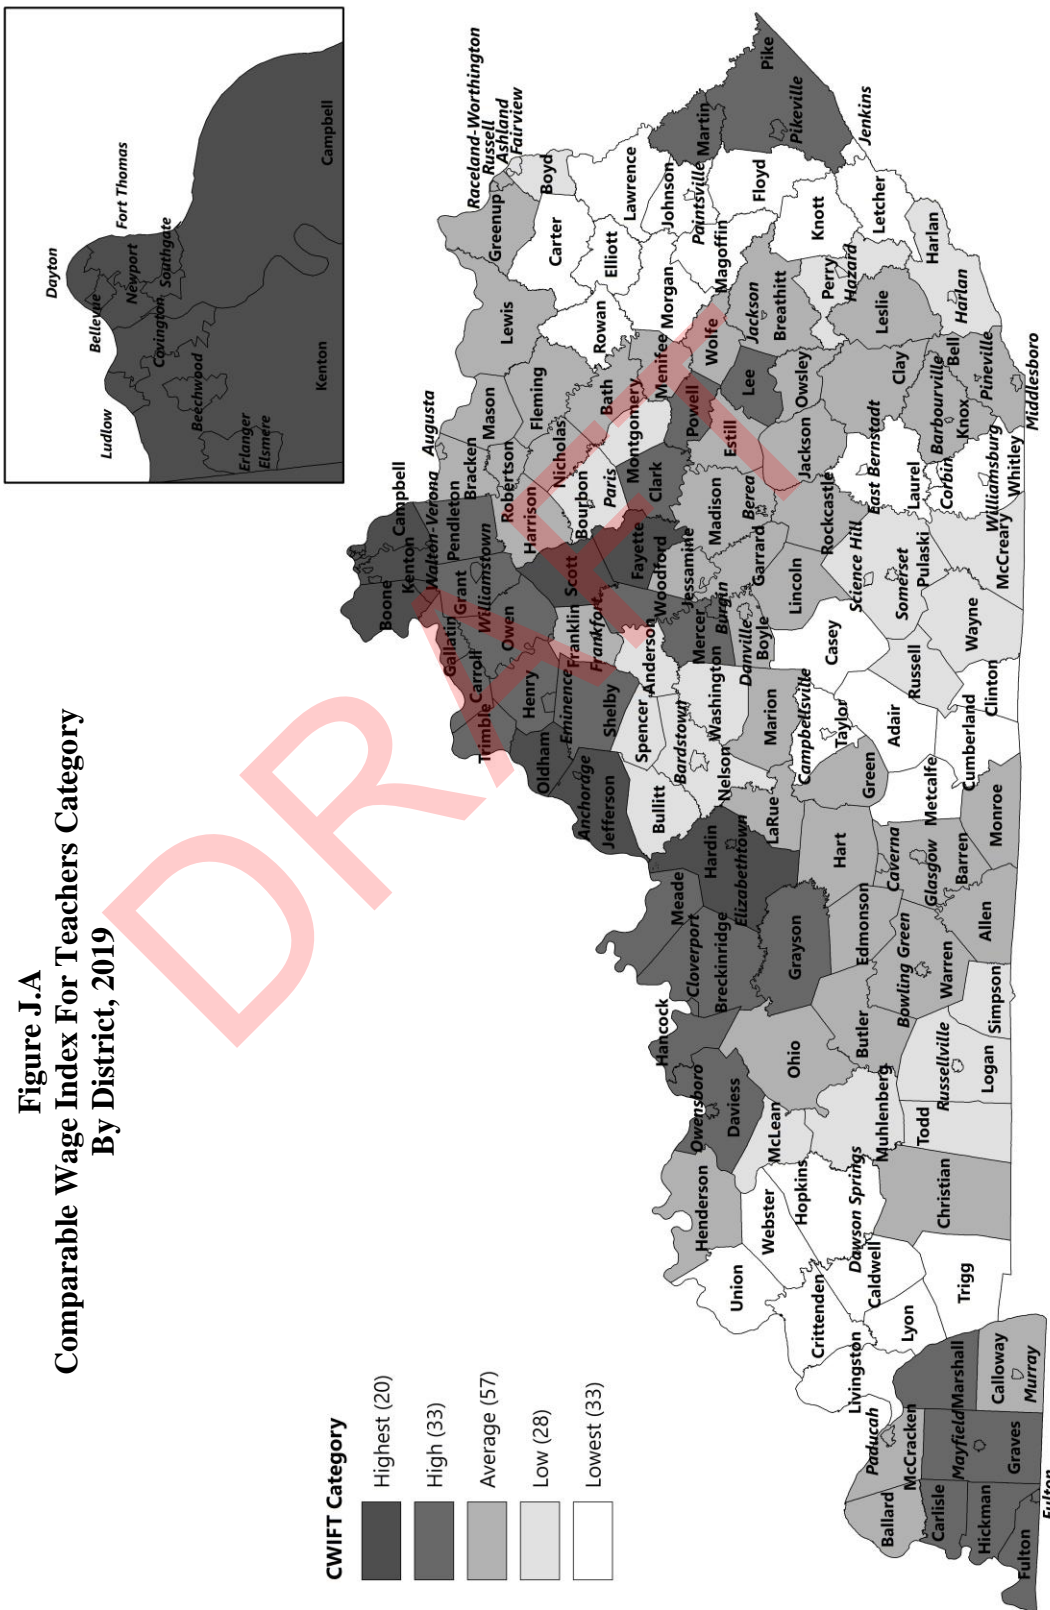 Figure J.A
Comparable Wage Index For Teachers Category
By District, 2019
DRAFT
CWIFT Category
Highest (20)
High (33)
Average (57)
Low (28)
Lowest (33)
Dayton
Fort Thomas
Bellevue
Newport
Southgate
Ludlow
Covington
Beechwood
Erlanger
Elsmere
Kenton
Campbell
Raceland-Worthington
Russell
Ashland
Fairview
Greenup
Boyd
Carter
Lawrence
Elliott
Lewis
Rowan
Morgan
Johnson
Martin
Paintsville
Magoffin
Floyd
Pike
Pikeville
Jenkins
Knott
Letcher
Perry
Hazard
Harlan
Harlan
Leslie
Breathitt
Jackson
Wolfe
Menifee
Lee
Owsley
Clay
Bell
Pineville
Middlesboro
Barbourville
Knox
Powell
Estill
Jackson
East Bernstadt
Laurel
Corbin
Williamsburg
Whitley
Montgomery
Bath
Fleming
Mason
Augusta
Bracken
Robertson
Nicholas
Harrison
Bourbon
Paris
Clark
Madison
Berea
Rockcastle
Garrard
Lincoln
Science Hill
Somerset
Pulaski
McCreary
Wayne
Campbell
Kenton
Boone
Walton-Verona
Pendleton
Grant
Williamstown
Owen
Gallatin
Carroll
Trimble
Henry
Eminence
Oldham
Scott
Fayette
Woodford
Jessamine
Franklin
Frankfort
Anderson
Mercer
Burgin
Danville
Boyle
Casey
Russell
Clinton
Cumberland
Adair
Taylor
Campbellsville
Marion
Washington
Shelby
Spencer
Bardstown
Nelson
Anchorage
Jefferson
Bullitt
Hardin
Elizabethtown
LaRue
Green
Metcalfe
Monroe
Hart
Caverna
Glasgow
Barren
Allen
Meade
Cloverport
Breckinridge
Grayson
Edmonson
Bowling Green
Warren
Simpson
Hancock
Ohio
Butler
Owensboro
Daviess
McLean
Muhlenberg
Russellville
Logan
Todd
Henderson
Webster
Hopkins
Dawson Springs
Christian
Union
Crittenden
Caldwell
Lyon
Trigg
Livingston
Paducah
McCracken
Marshall
Calloway
Murray
Mayfield
Graves
Ballard
Carlisle
Hickman
Fulton
Fulton